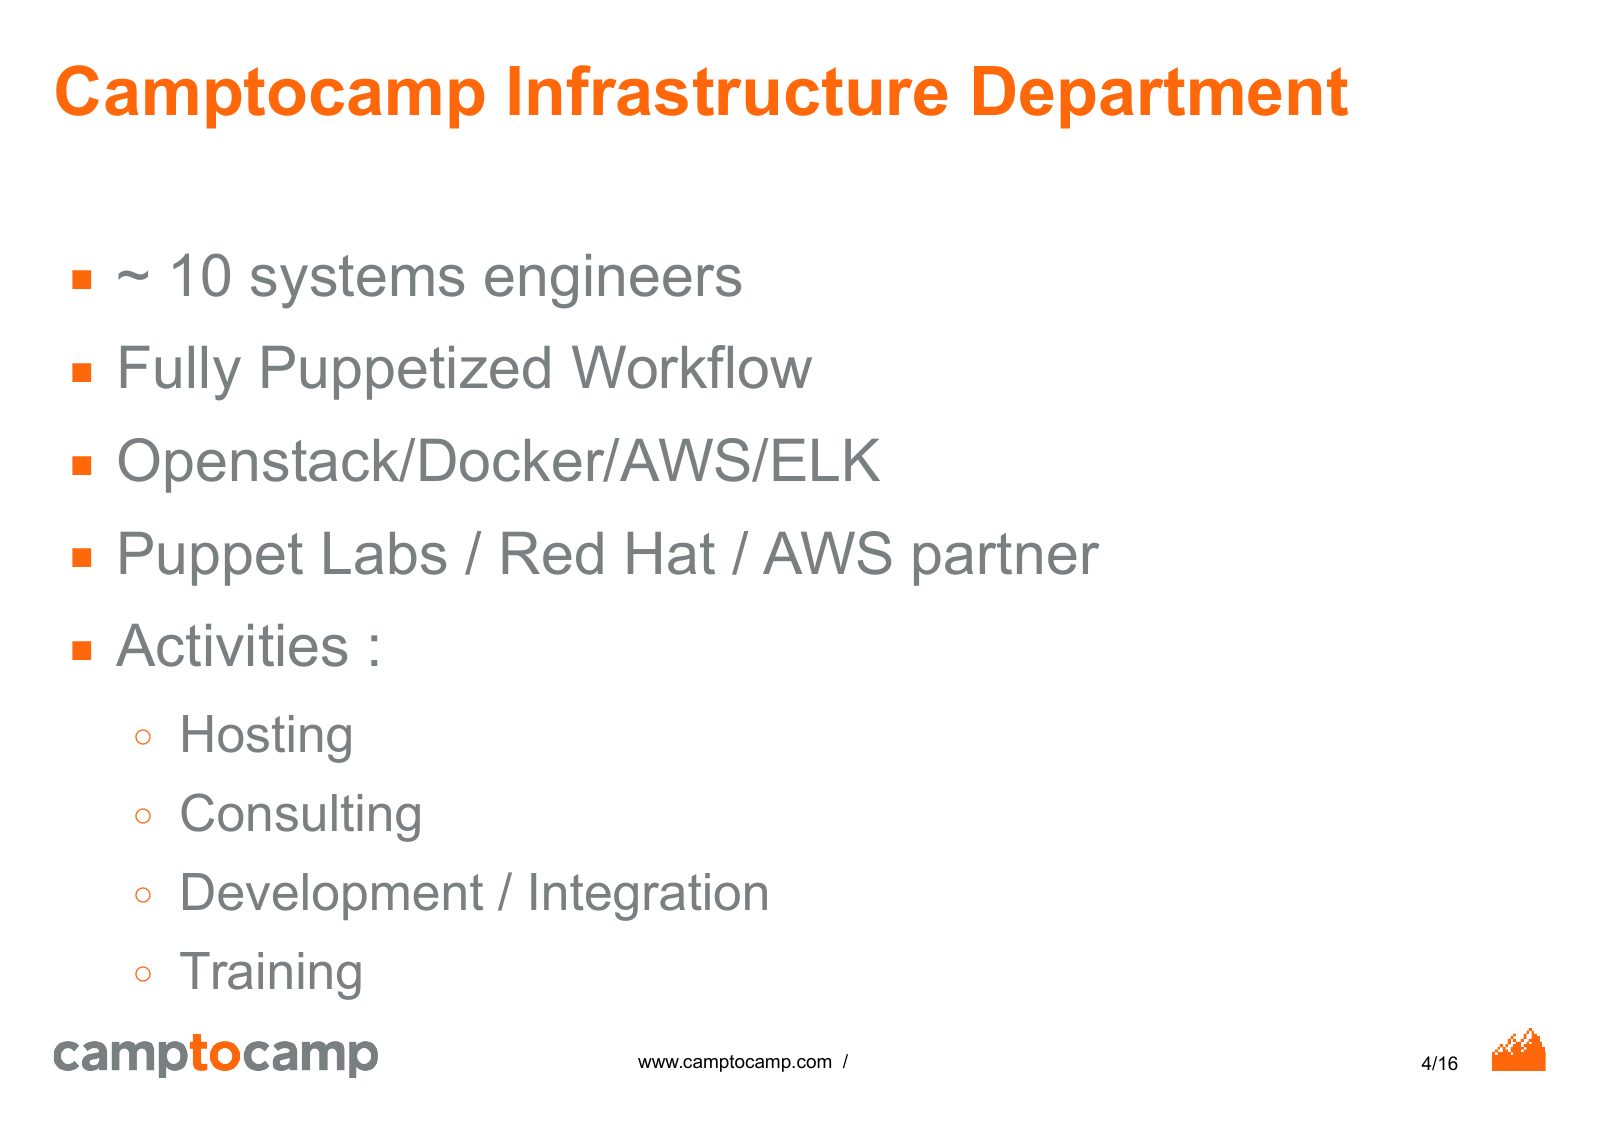 Camptocamp Infrastructure Department
~ 10 systems engineers
Fully Puppetized Workflow
Openstack/Docker/AWS/ELK
Puppet Labs / Red Hat / AWS partner
Activities :
Hosting
Consulting
Development / Integration
Training
camptocamp
www.camptocamp.com /
4/16